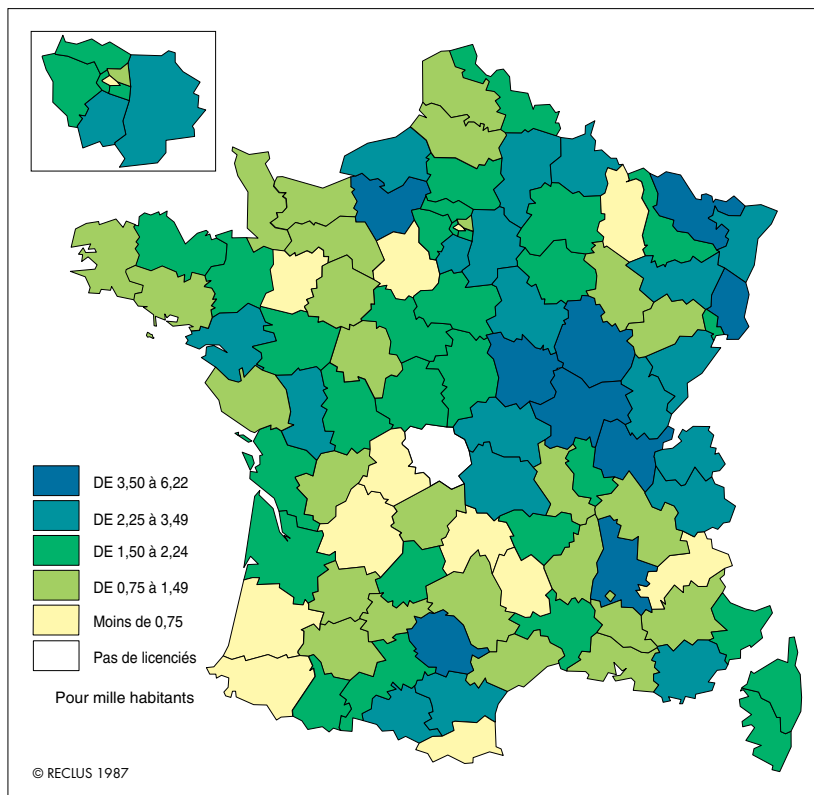 DE 3,50 à 6,22
DE 2,25 à 3,49
DE 1,50 à 2,24
DE 0,75 à 1,49
Moins de 0,75
Pas de licenciés
Pour mille habitants
© RECLUS 1987